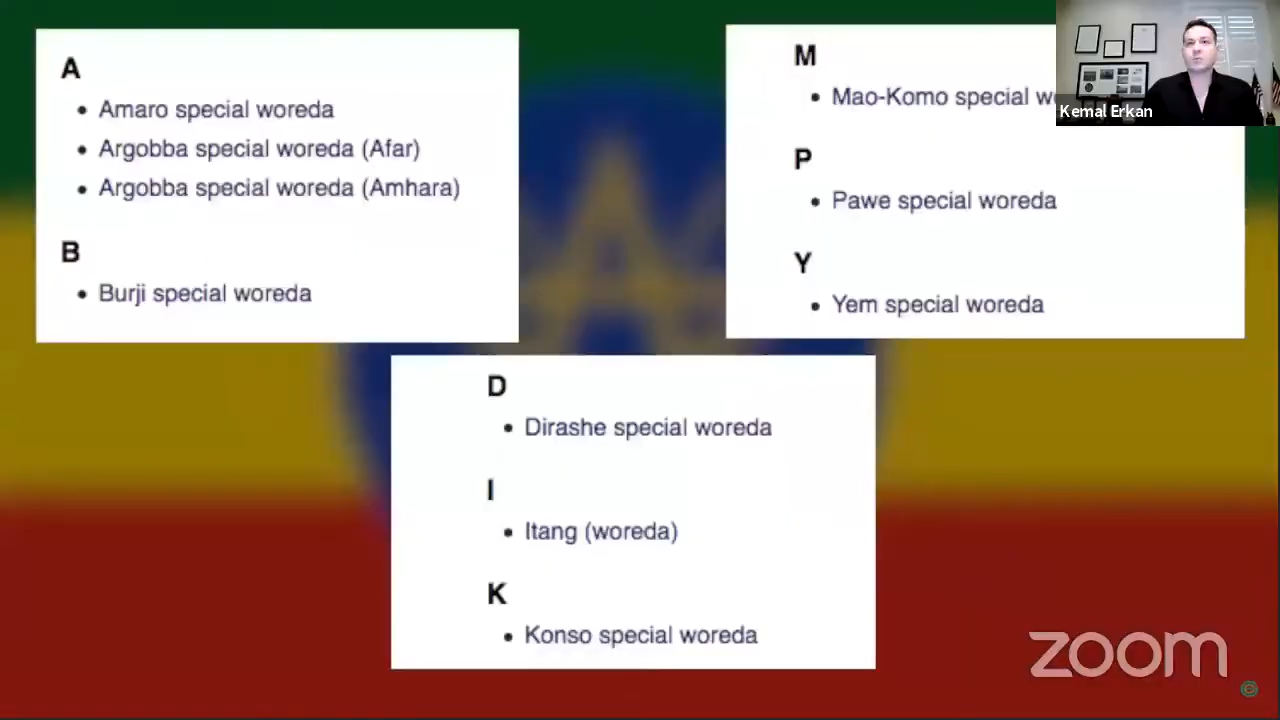 A
Amaro special woreda
Argobba special woreda (Afar)
Argobba special woreda (Amhara)
B
Burji special woreda
M
Mao-Komo special
P
Pawe special woreda
Y
Yem special woreda
Kemal Erkan
D
Dirashe special woreda
I
Itang (woreda)
K
Konso special woreda
zoom
©